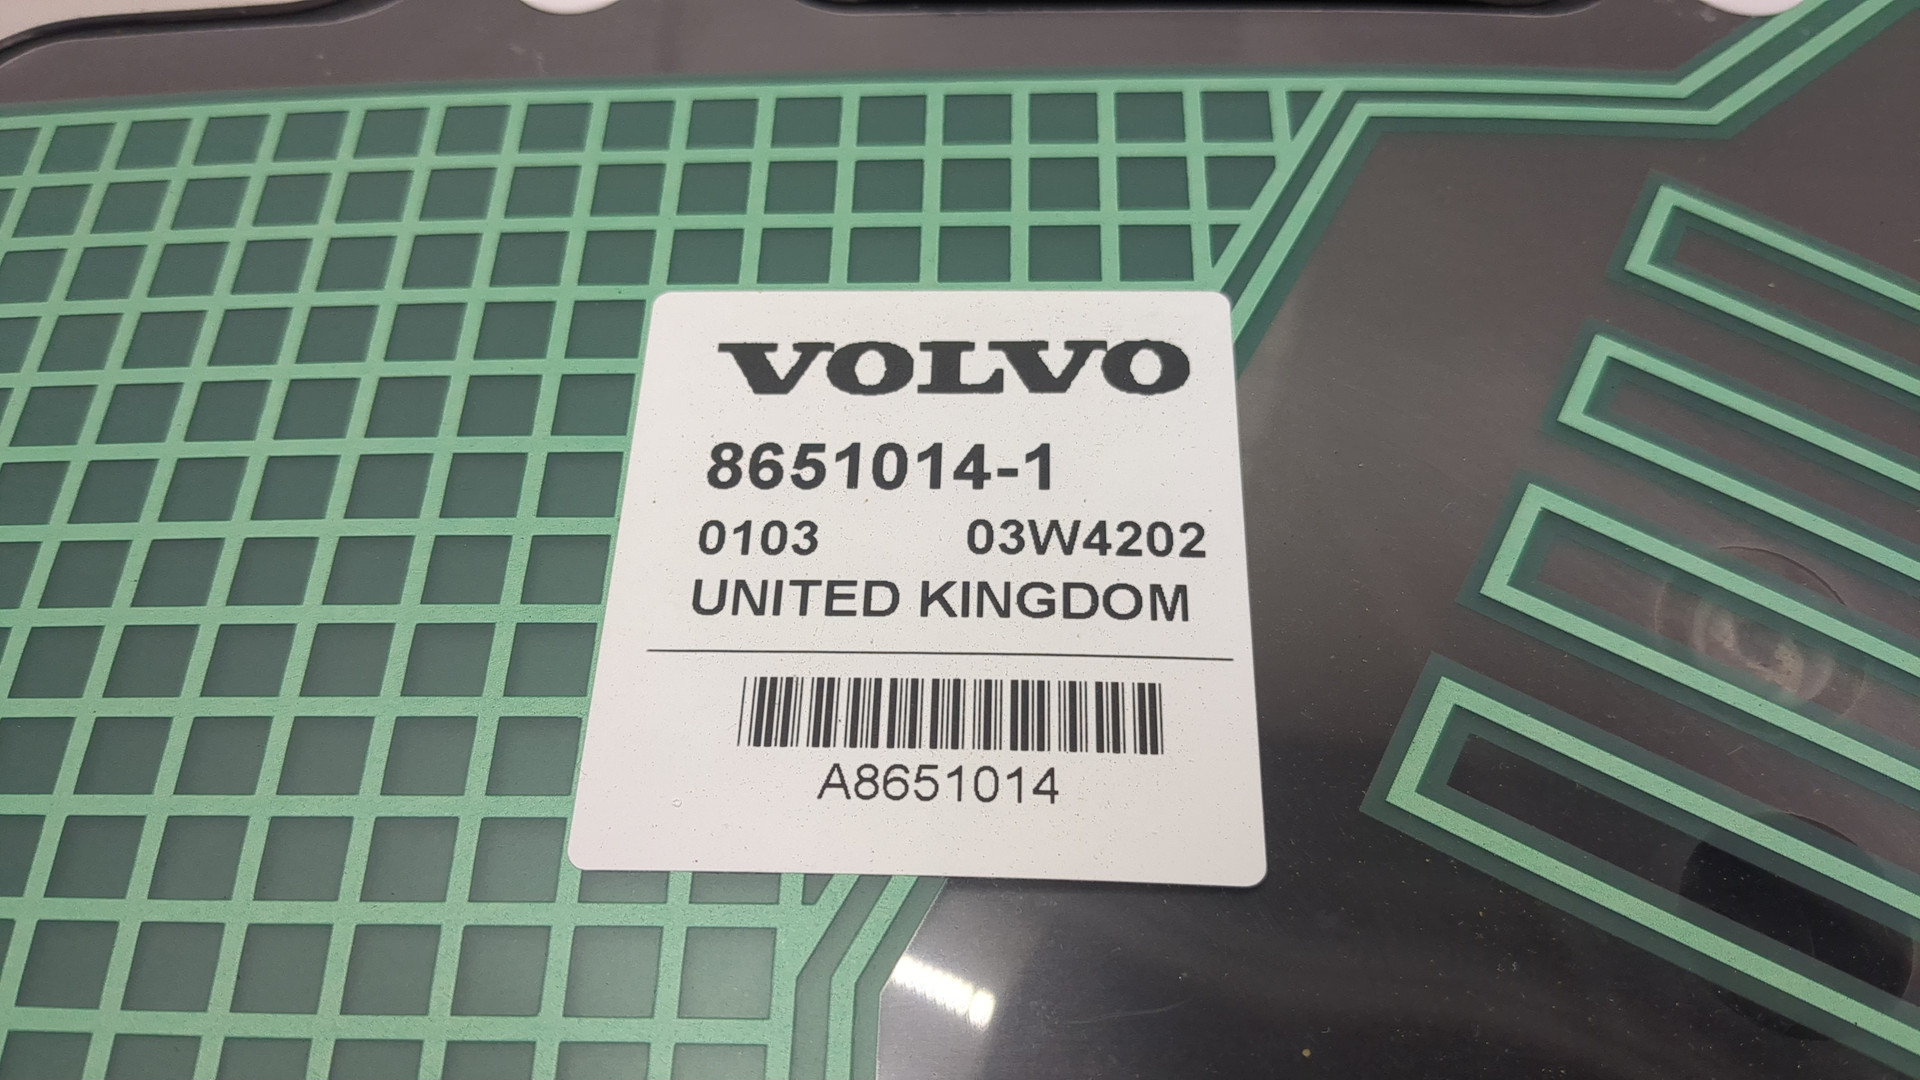 VOLVO
8651014-1
0103 03W4202
UNITED KINGDOM
A8651014